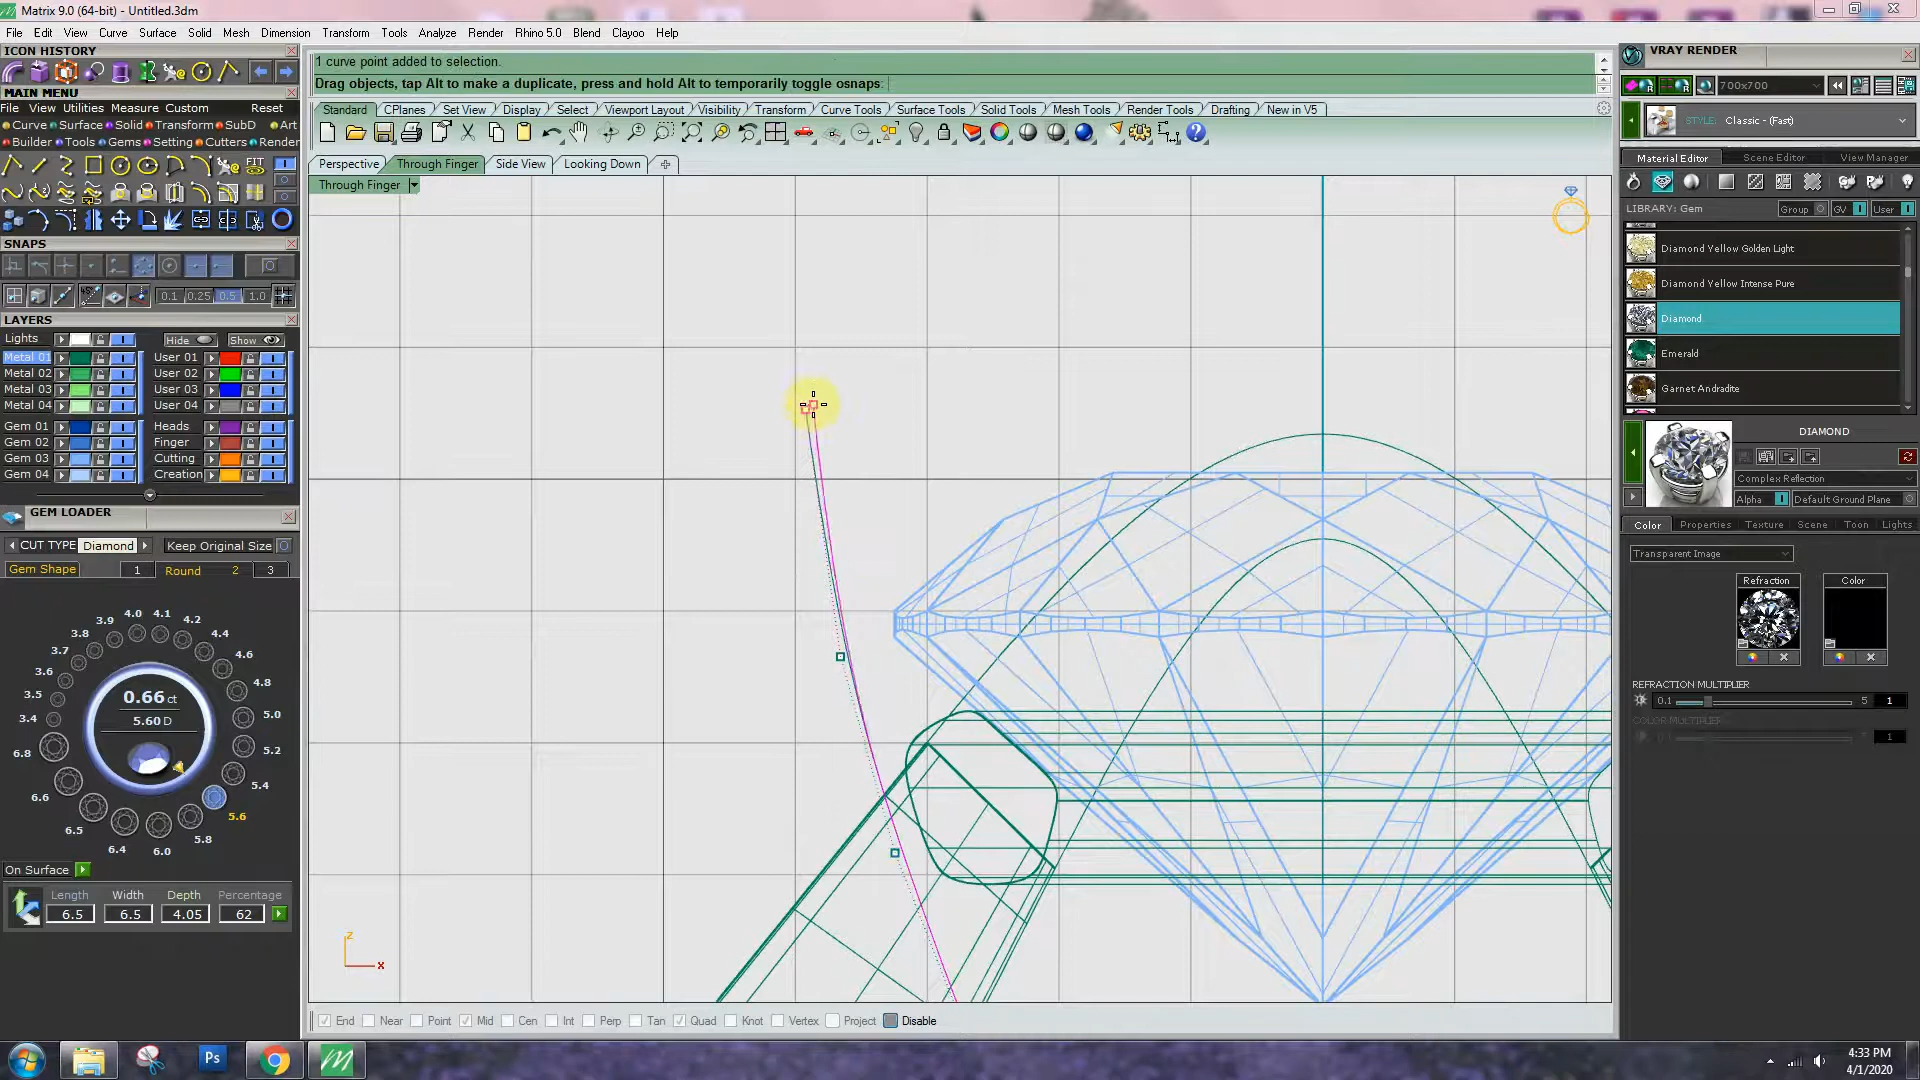 Matrix 9.0 (64-bit) - Untitled.3dm
File Edit View Curve Surface Solid Mesh Dimension Transform Tools Analyze Render Rhino 5.0 Blend Clayoo Help
ICON HISTORY
MAIN MENU
File View Utilities Measure Custom Reset
Curve Surface Solid Transform SubD Art
Builder Tools Gems Setting Cutters Render
FIT
SNAPS
0.1 0.25 0.5 1.0
LAYERS
Lights Hide Show
Metal 01 User 01
Metal 02 User 02
Metal 03 User 03
Metal 04 User 04
Gem 01 Heads
Gem 02 Finger
Gem 03 Cutting
Gem 04 Creation
GEM LOADER
CUT TYPE Diamond Keep Original Size
Gem Shape 1 Round 2 3
4.0 4.1
3.9 4.2
3.8 4.4
3.7 4.6
3.6 4.8
3.5 5.0
3.4 5.2
6.8 5.4
6.6 5.6
6.5 5.8
6.4 6.0
0.66 ct
5.60 D
On Surface
Length Width Depth Percentage
6.5 6.5 4.05 62
1 curve point added to selection.
Drag objects, tap Alt to make a duplicate, press and hold Alt to temporarily toggle osnaps:
Standard CPlanes Set View Display Select Viewport Layout Visibility Transform Curve Tools Surface Tools Solid Tools Mesh Tools Render Tools Drafting New in V5
Perspective Through Finger Side View Looking Down
Through Finger
z
x
End Near Point Mid Cen Int Perp Tan Quad Knot Vertex Project Disable
VRAY RENDER
700x700
STYLE: Classic - (Fast)
Material Editor Scene Editor View Manager
LIBRARY: Gem Group GV User
Diamond Yellow Golden Light
Diamond Yellow Intense Pure
Diamond
Emerald
Garnet Andradite
DIAMOND
Complex Reflection
Alpha Default Ground Plane
Color Properties Texture Scene Toon Lights
Transparent Image
Refraction Color
REFRACTION MULTIPLIER
0.1 5 1
COLOR MULTIPLIER
1
Ps
4:33 PM
4/1/2020